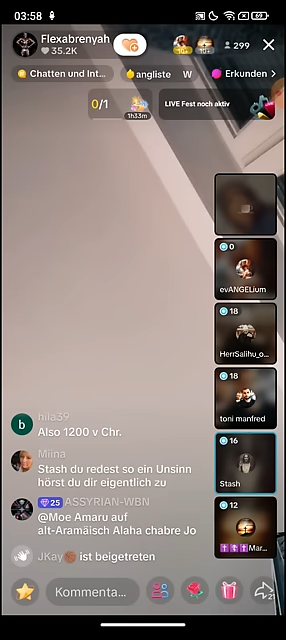 03:58
69
Flexabrenyah
35.2K
299
Chatten und Int...
angliste
W
Erkunden
0/1
1h33m
LIVE Fest noch aktiv
0
evANGELium
18
HerrSalihu_o...
18
toni manfred
16
Stash
12
✝️✝️✝️Mar...
b
hila39
Also 1200 v Chr.
Miina
Stash du redest so ein Unsinn
hörst du dir eigentlich zu
25 ASSYRIAN-WBN
@Moe Amaru auf
alt-Aramäisch Alaha chabre Jo
JKay ist beigetreten
Kommenta...